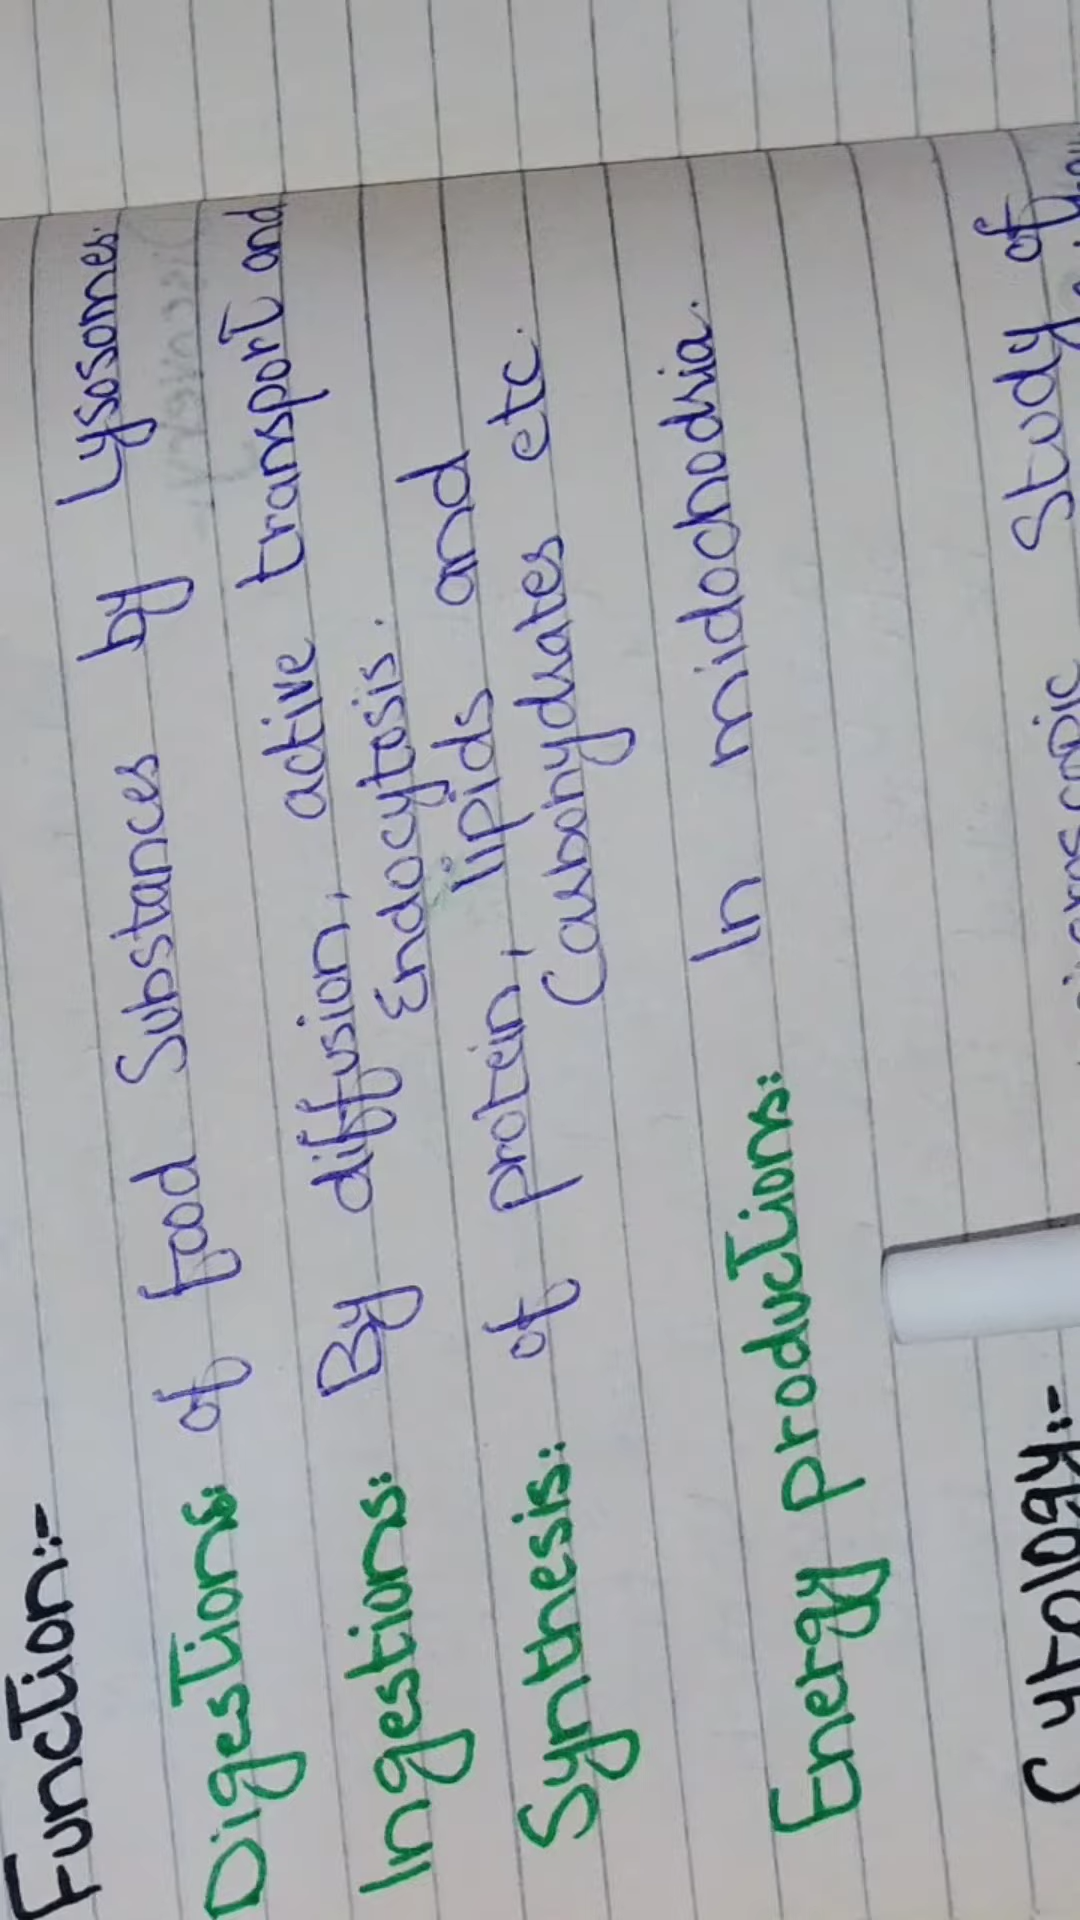 Function:-
Digestions: of food Substances by Lysosomes.
Ingestions: By diffusion, active transport and
Endocytosis.
Synthesis: of protein, lipids and
Carbohydrates etc.
Energy productions: In midochodria.
Cytology:- Study of